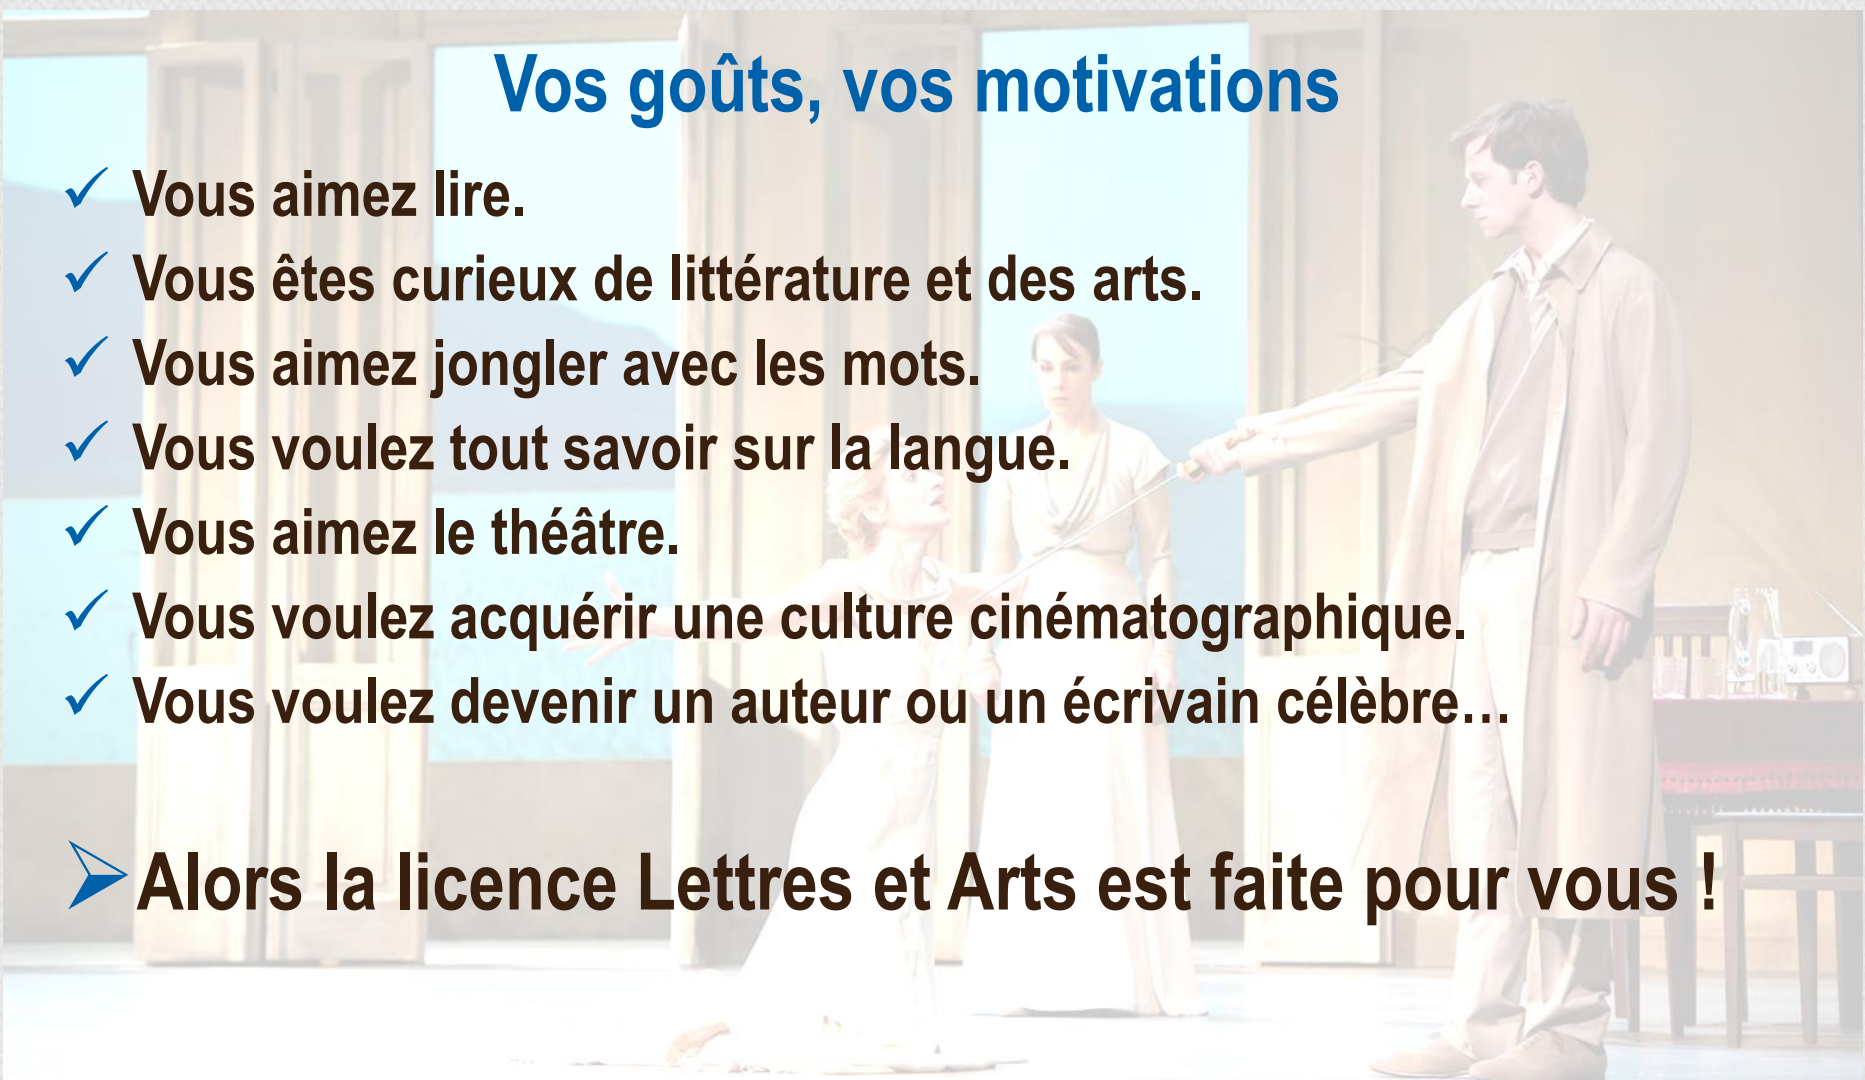 Vos goûts, vos motivations
✓ Vous aimez lire.
✓ Vous êtes curieux de littérature et des arts.
✓ Vous aimez jongler avec les mots.
✓ Vous voulez tout savoir sur la langue.
✓ Vous aimez le théâtre.
✓ Vous voulez acquérir une culture cinématographique.
✓ Vous voulez devenir un auteur ou un écrivain célèbre…
➢ Alors la licence Lettres et Arts est faite pour vous !